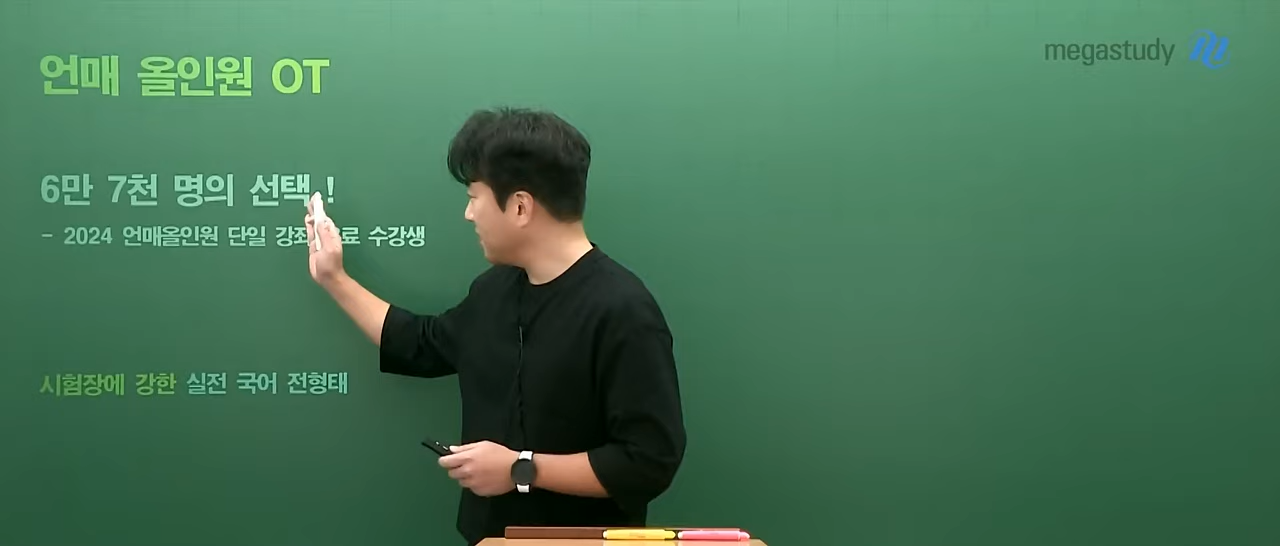 언매 올인원 OT
megastudy
6만 7천 명의 선택 !
- 2024 언매올인원 단일 수강생
시험장에 강한 실전 국어 전형태